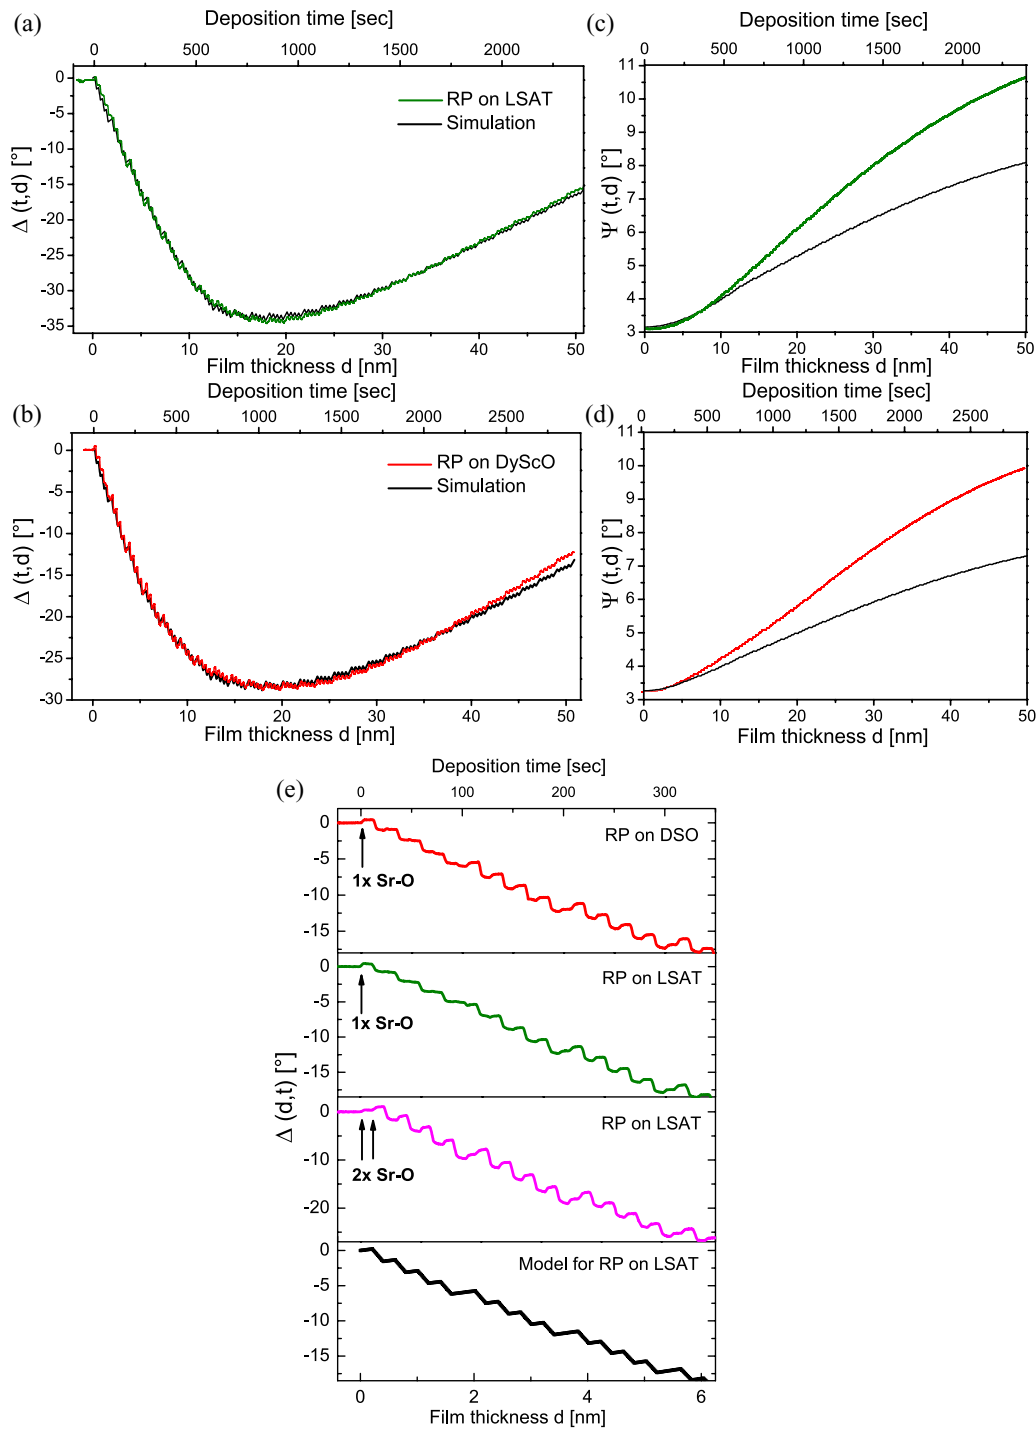 (a)
Deposition time [sec]
0 500 1000 1500 2000
0
-5
-10
-15
-20
-25
-30
-35
Δ (t,d) [°]
RP on LSAT
Simulation
0 10 20 30 40 50
Film thickness d [nm]
(c)
Deposition time [sec]
0 500 1000 1500 2000
11
10
9
8
7
6
5
4
3
Ψ (t,d) [°]
0 10 20 30 40 50
Film thickness d [nm]
(b)
Deposition time [sec]
0 500 1000 1500 2000 2500
0
-5
-10
-15
-20
-25
-30
Δ (t,d) [°]
RP on DyScO
Simulation
0 10 20 30 40 50
Film thickness d [nm]
(d)
Deposition time [sec]
0 500 1000 1500 2000 2500
11
10
9
8
7
6
5
4
3
Ψ (t,d) [°]
0 10 20 30 40 50
Film thickness d [nm]
(e)
Deposition time [sec]
0 100 200 300
Δ (d,t) [°]
0
-5
-10
-15
RP on DSO
1x Sr-O
0
-5
-10
-15
RP on LSAT
1x Sr-O
0
-10
-20
RP on LSAT
2x Sr-O
0
-5
-10
-15
Model for RP on LSAT
0 2 4 6
Film thickness d [nm]